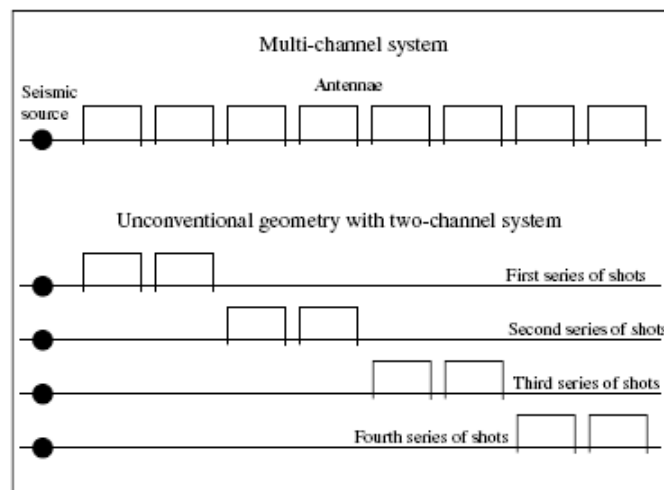 Multi-channel system
Antennae
Seismic
source
Unconventional geometry with two-channel system
First series of shots
Second series of shots
Third series of shots
Fourth series of shots